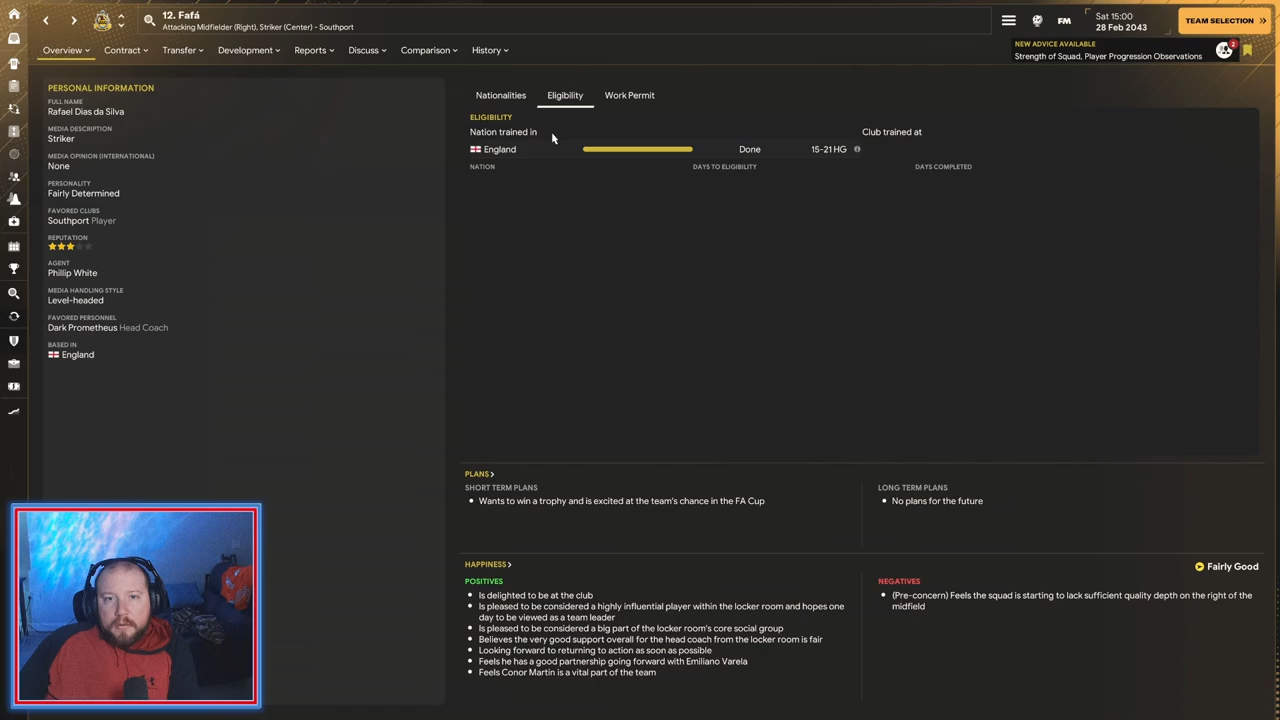 12. Fafá
Attacking Midfielder (Right), Striker (Center) - Southport
FM
Sat 15:00
28 Feb 2043
TEAM SELECTION
Overview
Contract
Transfer
Development
Reports
Discuss
Comparison
History
NEW ADVICE AVAILABLE
Strength of Squad, Player Progression Observations
2
PERSONAL INFORMATION
FULL NAME
Rafael Dias da Silva
MEDIA DESCRIPTION
Striker
MEDIA OPINION (INTERNATIONAL)
None
PERSONALITY
Fairly Determined
FAVORED CLUBS
Southport Player
REPUTATION
AGENT
Phillip White
MEDIA HANDLING STYLE
Level-headed
FAVORED PERSONNEL
Dark Prometheus Head Coach
BASED IN
England
Nationalities
Eligibility
Work Permit
ELIGIBILITY
Nation trained in
Club trained at
England Done 15-21 HG
NATION DAYS TO ELIGIBILITY DAYS COMPLETED
PLANS
SHORT TERM PLANS
Wants to win a trophy and is excited at the team's chance in the FA Cup
LONG TERM PLANS
No plans for the future
HAPPINESS
Fairly Good
POSITIVES
Is delighted to be at the club
Is pleased to be considered a highly influential player within the locker room and hopes one
day to be viewed as a team leader
Is pleased to be considered a big part of the locker room's core social group
Believes the very good support overall for the head coach from the locker room is fair
Looking forward to returning to action as soon as possible
Feels he has a good partnership going forward with Emiliano Varela
Feels Conor Martin is a vital part of the team
NEGATIVES
(Pre-concern) Feels the squad is starting to lack sufficient quality depth on the right of the
midfield